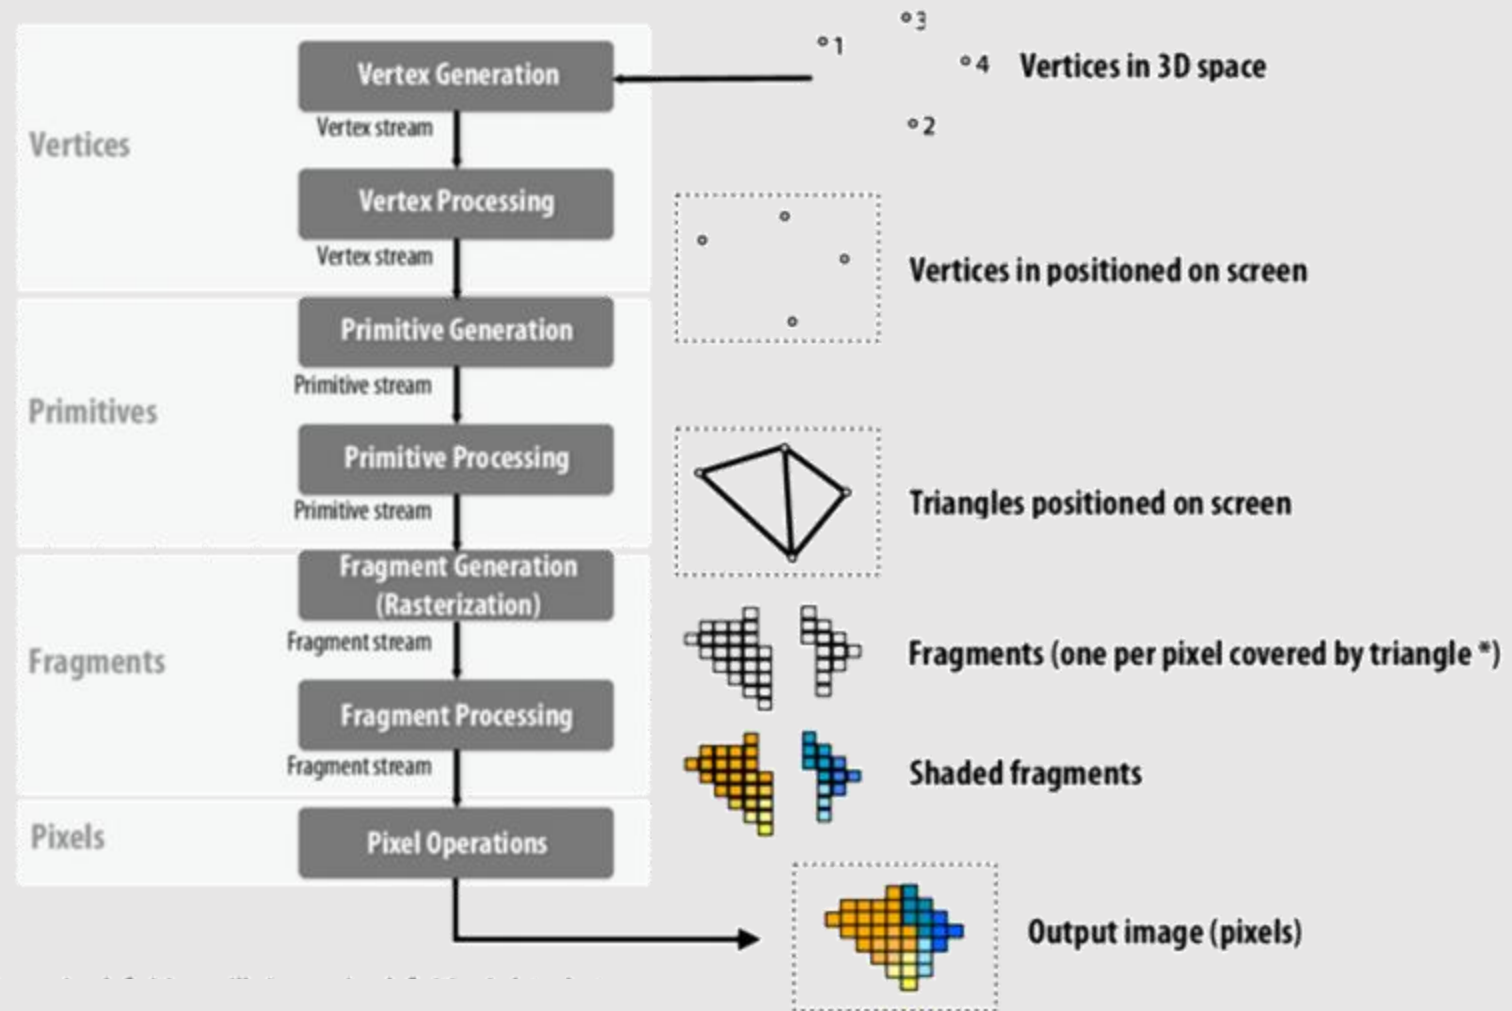 Vertices
Vertex Generation
Vertex stream
Vertex Processing
Vertex stream
Primitives
Primitive Generation
Primitive stream
Primitive Processing
Primitive stream
Fragments
Fragment Generation
(Rasterization)
Fragment stream
Fragment Processing
Fragment stream
Pixels
Pixel Operations
1
3
4
2
Vertices in 3D space
Vertices in positioned on screen
Triangles positioned on screen
Fragments (one per pixel covered by triangle *)
Shaded fragments
Output image (pixels)